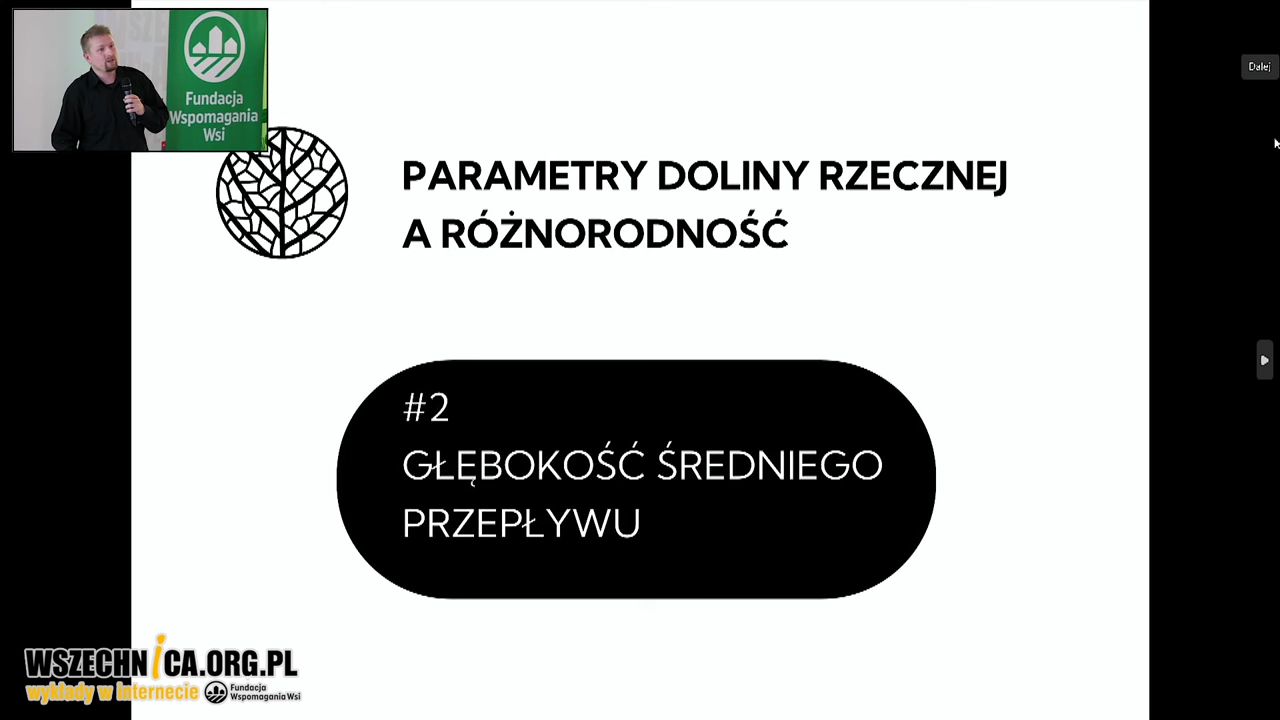 Fundacja
Wspomagania
Wsi
Dalej
PARAMETRY DOLINY RZECZNEJ
A RÓŻNORODNOŚĆ
#2
GŁĘBOKOŚĆ ŚREDNIEGO
PRZEPŁYWU
WSZECHNiCA.ORG.PL
wykłady w internecie
Fundacja
Wspomagania Wsi